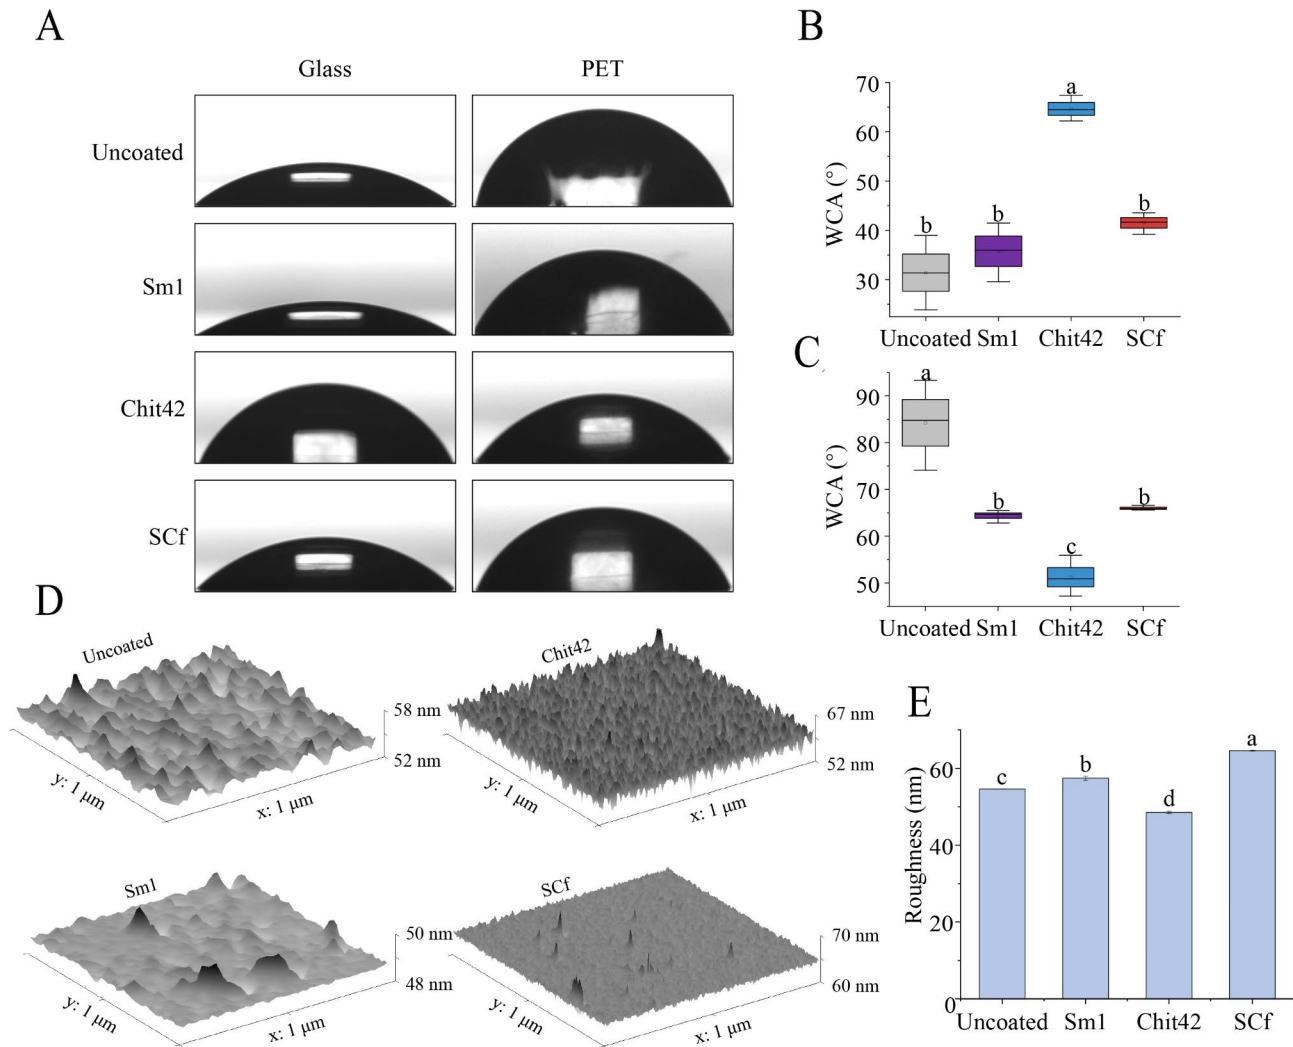 A
Glass
PET
Uncoated
Sm1
Chit42
SCf
B
WCA (°)
70
60
50
40
30
a
b
b
b
Uncoated
Sm1
Chit42
SCf
C
WCA (°)
90
80
70
60
50
a
b
c
b
Uncoated
Sm1
Chit42
SCf
D
Uncoated
58 nm
52 nm
y: 1 μm
x: 1 μm
Chit42
67 nm
52 nm
y: 1 μm
x: 1 μm
Sm1
50 nm
48 nm
y: 1 μm
x: 1 μm
SCf
70 nm
60 nm
y: 1 μm
x: 1 μm
E
Roughness (nm)
60
40
20
0
c
b
d
a
Uncoated
Sm1
Chit42
SCf